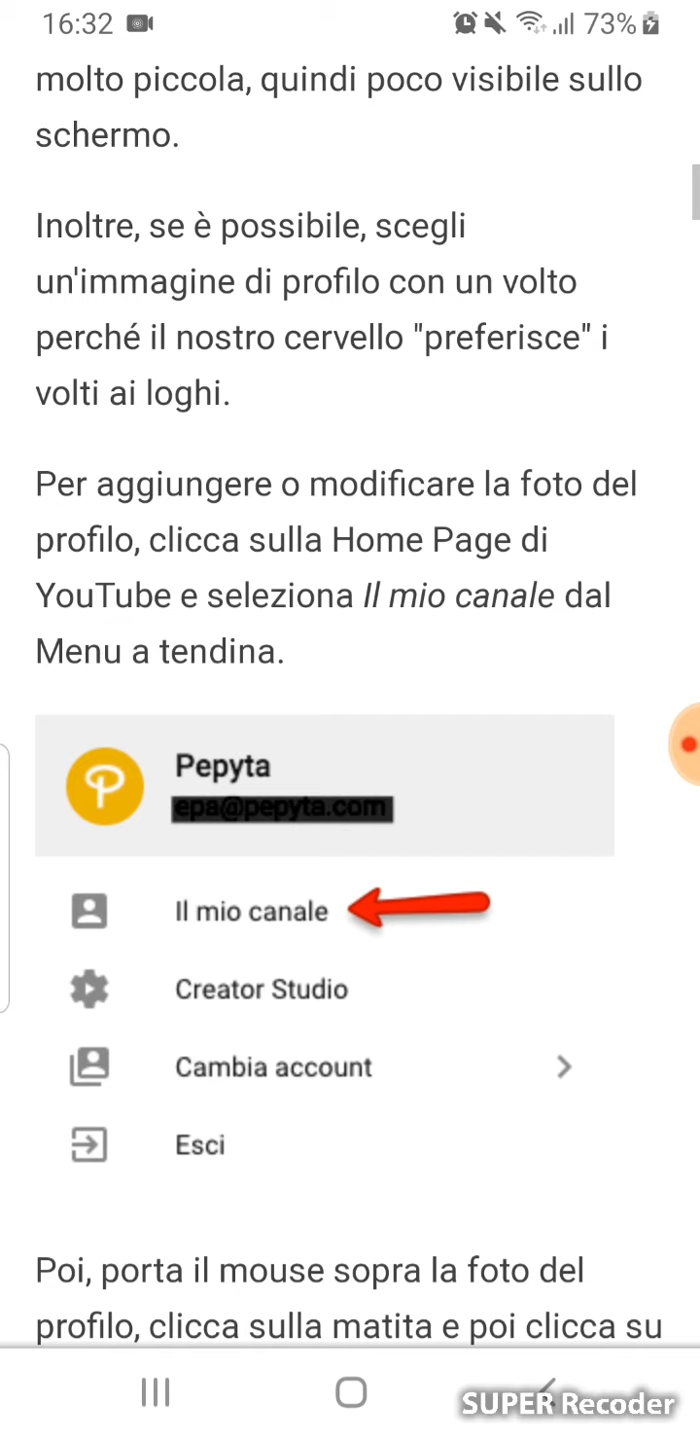 16:32 73%
molto piccola, quindi poco visibile sullo
schermo.
Inoltre, se è possibile, scegli
un'immagine di profilo con un volto
perché il nostro cervello "preferisce" i
volti ai loghi.
Per aggiungere o modificare la foto del
profilo, clicca sulla Home Page di
YouTube e seleziona Il mio canale dal
Menu a tendina.
Pepyta
epa@pepyta.com
Il mio canale
Creator Studio
Cambia account
Esci
Poi, porta il mouse sopra la foto del
profilo, clicca sulla matita e poi clicca su
SUPER Recoder